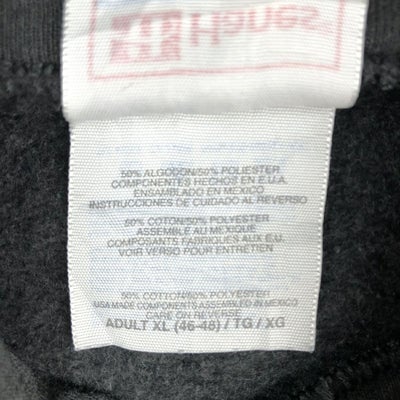 Hanes
50% ALGODON/50% POLIESTER
COMPONENTES HECHOS EN E.U.A.
ENSAMBLADO EN MEXICO
INSTRUCCIONES DE CUIDADO AL REVERSO
50% COTON/50% POLYESTER
ASSEMBLE AU MEXIQUE
COMPOSANTS FABRIQUES AUX E.U.
VOIR VERSO POUR ENTRETIEN
50% COTTON/50% POLYESTER
USA MADE COMPONENTS ASSEMBLED IN MEXICO
CARE ON REVERSE
ADULT XL (46-48) / TG / XG